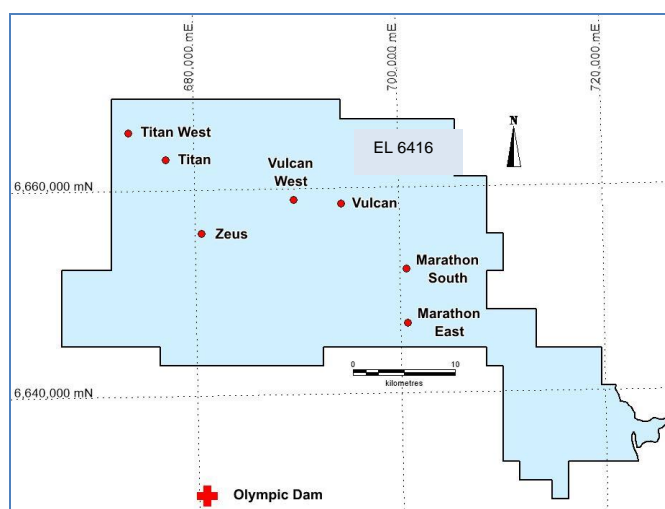 680,000 mE
700,000 mE
720,000 mE
N
EL 6416
Titan West
Titan
Vulcan
West
6,660,000 mN
Vulcan
Zeus
Marathon
South
Marathon
East
0 10
kilometres
6,640,000 mN
Olympic Dam